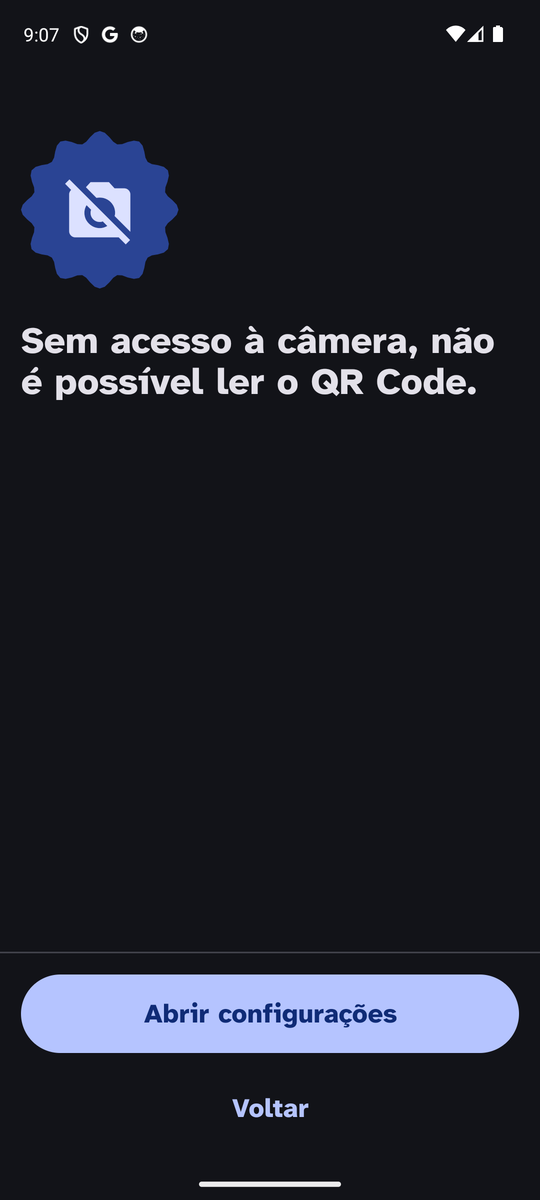 9:07
Sem acesso à câmera, não
é possível ler o QR Code.
Abrir configurações
Voltar